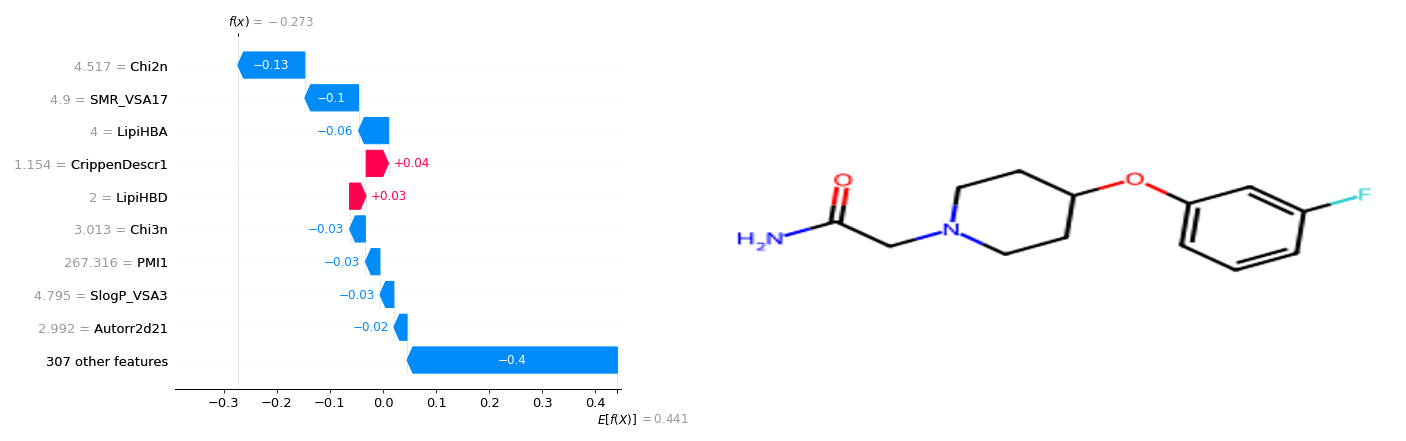 f(x) = −0.273
4.517 = Chi2n
−0.13
4.9 = SMR_VSA17
−0.1
4 = LipiHBA
−0.06
1.154 = CrippenDescr1
+0.04
2 = LipiHBD
+0.03
3.013 = Chi3n
−0.03
267.316 = PMI1
−0.03
4.795 = SlogP_VSA3
−0.03
2.992 = Autorr2d21
−0.02
307 other features
−0.4
−0.3 −0.2 −0.1 0.0 0.1 0.2 0.3 0.4
E[f(X)] = 0.441
H2N
O
N
O
F